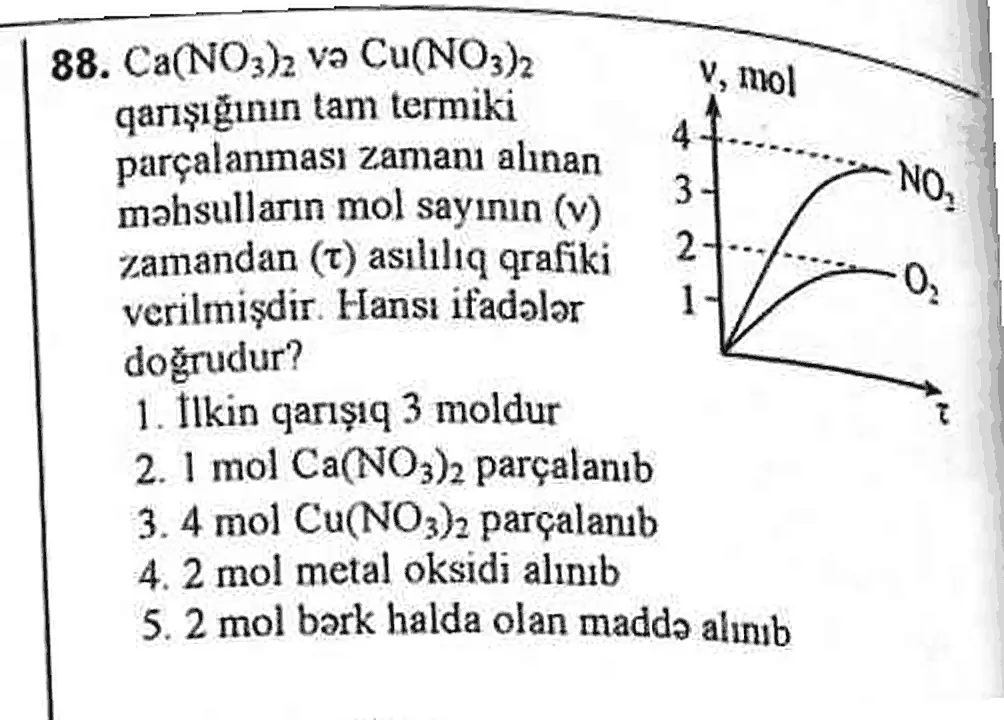 88. Ca(NO₃)₂ və Cu(NO₃)₂
qarışığının tam termiki
parçalanması zamanı alınan
məhsulların mol sayının (ν)
zamandan (τ) asılılıq qrafiki
verilmişdir. Hansı ifadələr
doğrudur?
1. İlkin qarışıq 3 moldur
2. 1 mol Ca(NO₃)₂ parçalanıb
3. 4 mol Cu(NO₃)₂ parçalanıb
4. 2 mol metal oksidi alınıb
5. 2 mol bərk halda olan maddə alınıb
ν, mol
4
NO₂
3
2
O₂
1
τ